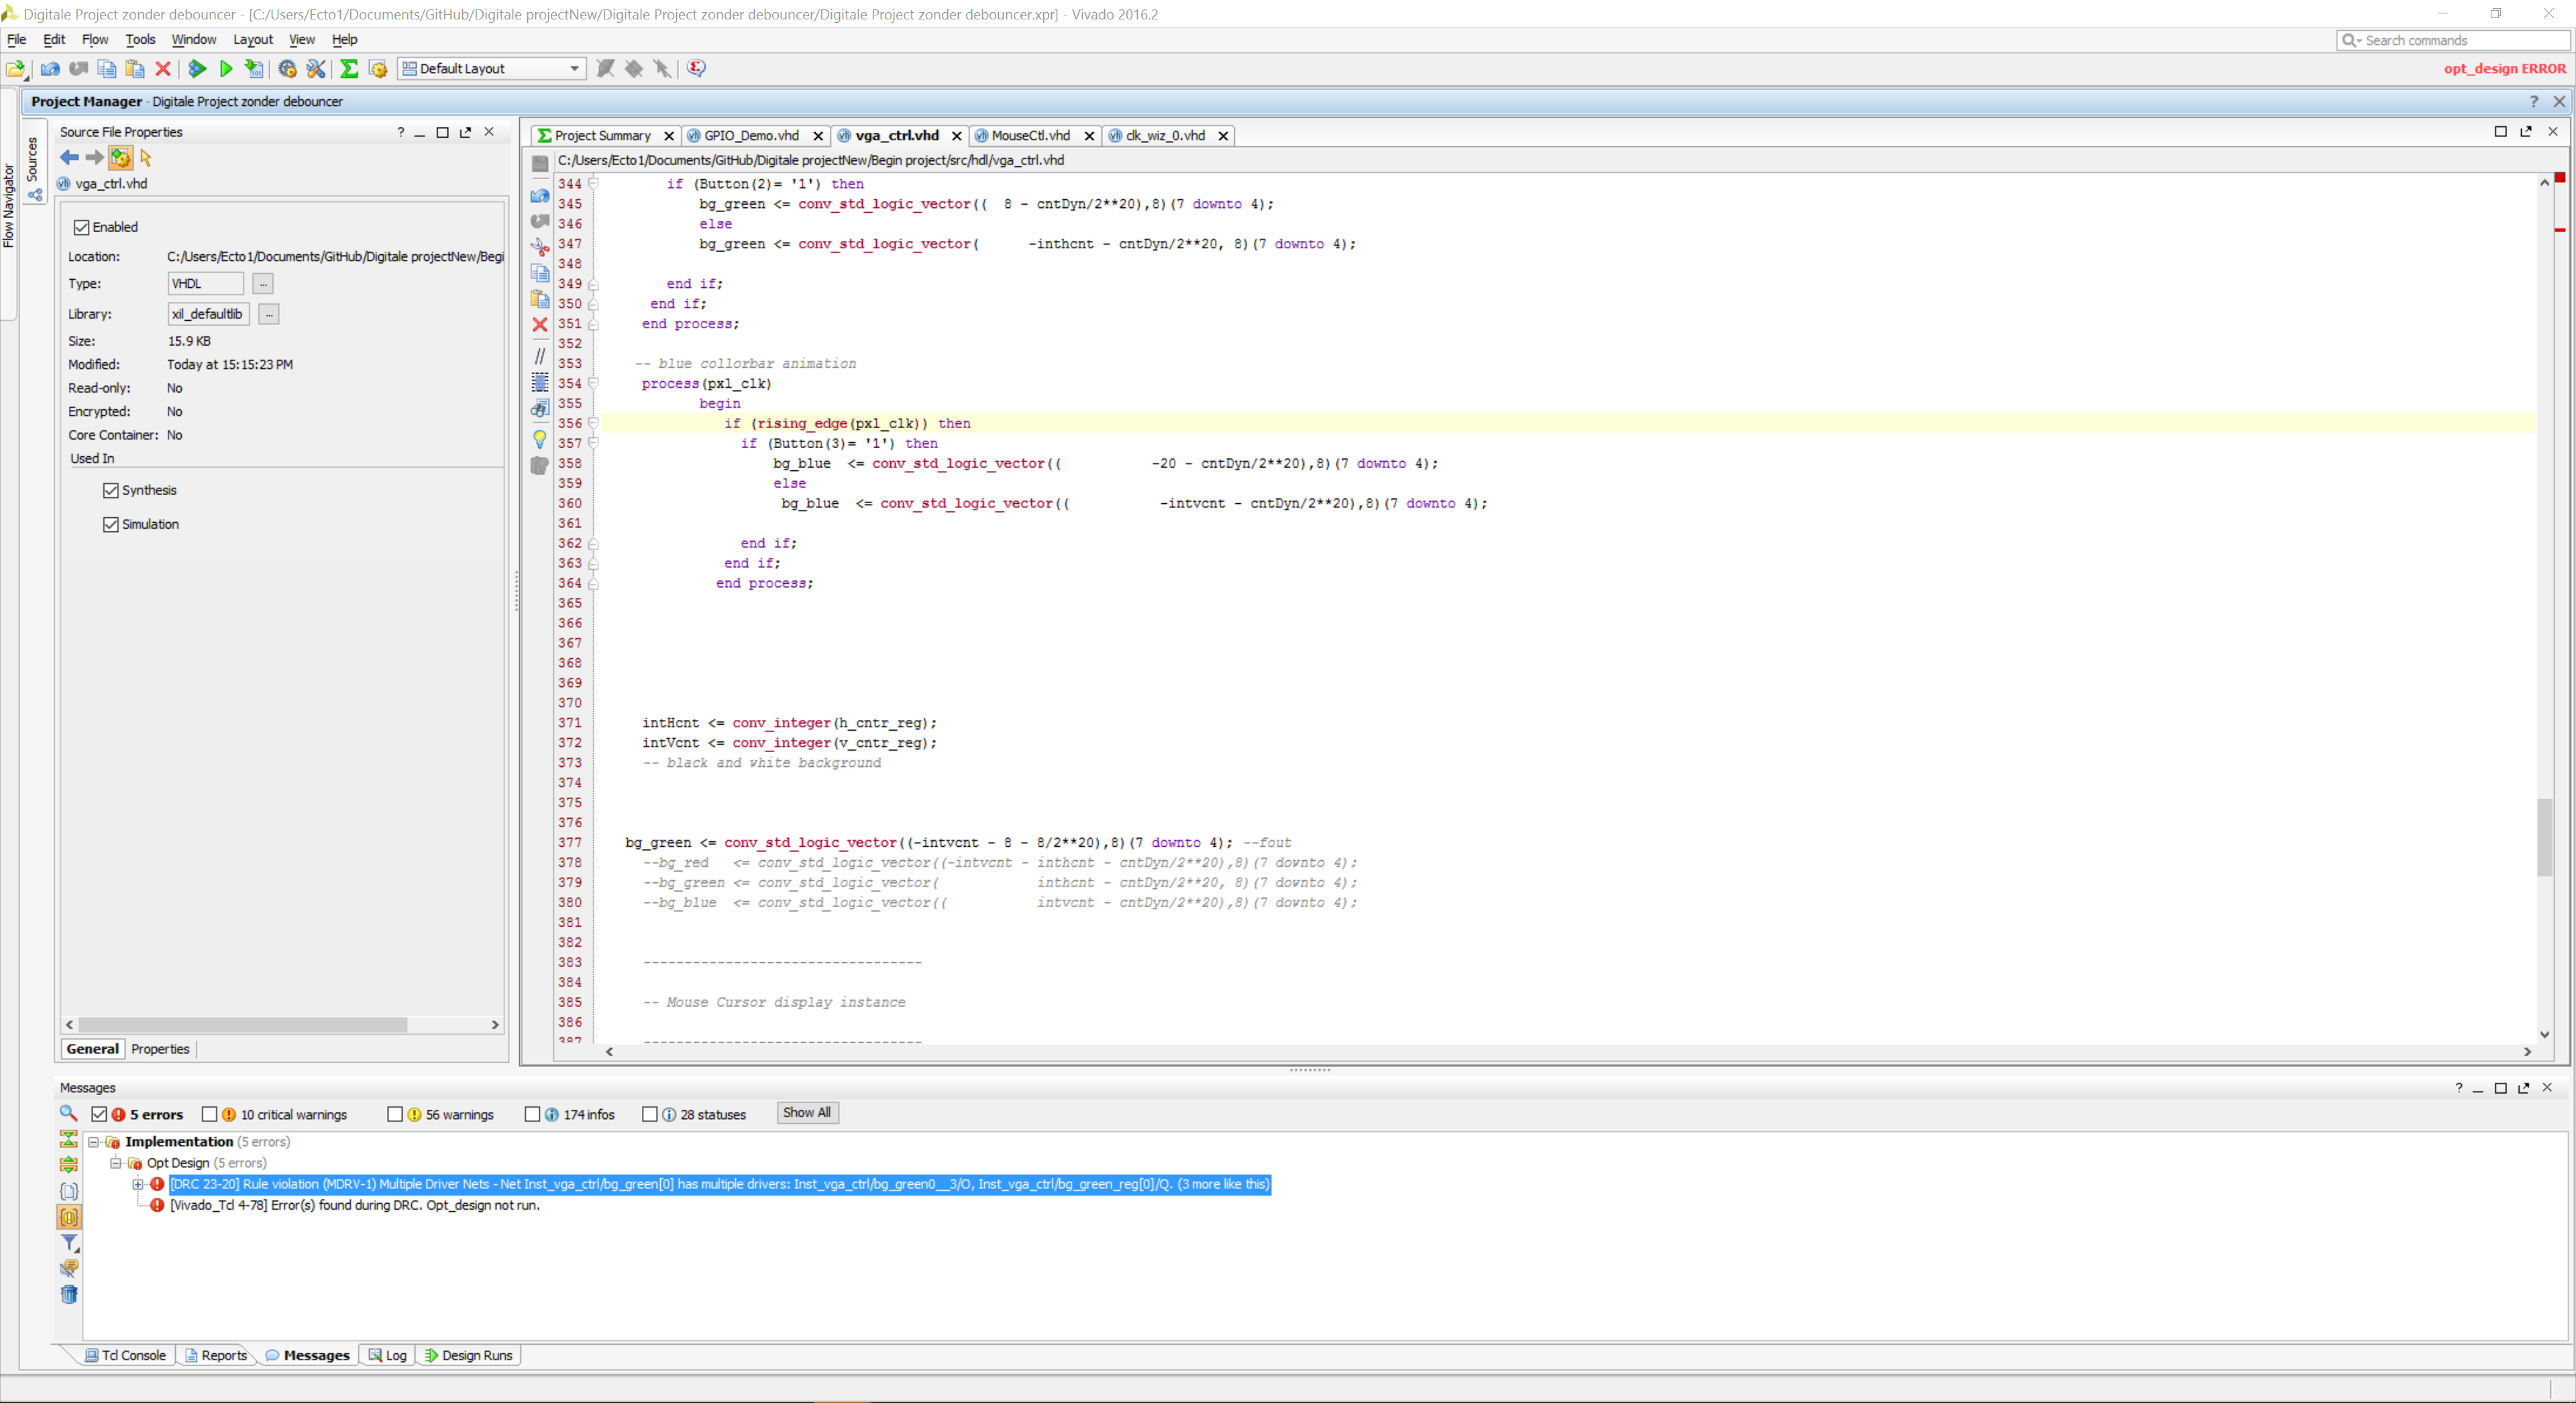 Digitale Project zonder debouncer - [C:/Users/Ecto1/Documents/GitHub/Digitale projectNew/Digitale Project zonder debouncer/Digitale Project zonder debouncer.xpr] - Vivado 2016.2
File Edit Flow Tools Window Layout View Help
Search commands
Default Layout
opt_design ERROR
Project Manager - Digitale Project zonder debouncer
Flow Navigator
Sources
Source File Properties
vga_ctrl.vhd
Enabled
Location: C:/Users/Ecto1/Documents/GitHub/Digitale projectNew/Begi
Type: VHDL ...
Library: xil_defaultlib ...
Size: 15.9 KB
Modified: Today at 15:15:23 PM
Read-only: No
Encrypted: No
Core Container: No
Used In
Synthesis
Simulation
General Properties
Project Summary GPIO_Demo.vhd vga_ctrl.vhd MouseCtl.vhd clk_wiz_0.vhd
C:/Users/Ecto1/Documents/GitHub/Digitale projectNew/Begin project/src/hdl/vga_ctrl.vhd
344 if (Button(2)= '1') then
345 bg_green <= conv_std_logic_vector((  8 - cntDyn/2**20),8)(7 downto 4);
346 else
347 bg_green <= conv_std_logic_vector(      -inthcnt - cntDyn/2**20, 8)(7 downto 4);
348
349 end if;
350 end if;
351 end process;
352
353 -- blue collorbar animation
354 process(pxl_clk)
355 begin
356 if (rising_edge(pxl_clk)) then
357 if (Button(3)= '1') then
358 bg_blue  <= conv_std_logic_vector((           -20 - cntDyn/2**20),8)(7 downto 4);
359 else
360 bg_blue  <= conv_std_logic_vector((           -intvcnt - cntDyn/2**20),8)(7 downto 4);
361
362 end if;
363 end if;
364 end process;
365
366
367
368
369
370
371 intHcnt <= conv_integer(h_cntr_reg);
372 intVcnt <= conv_integer(v_cntr_reg);
373 -- black and white background
374
375
376
377 bg_green <= conv_std_logic_vector((-intvcnt - 8 - 8/2**20),8)(7 downto 4); --fout
378 --bg_red   <= conv_std_logic_vector((-intvcnt - inthcnt - cntDyn/2**20),8)(7 downto 4);
379 --bg_green <= conv_std_logic_vector(            inthcnt - cntDyn/2**20, 8)(7 downto 4);
380 --bg_blue  <= conv_std_logic_vector((           intvcnt - cntDyn/2**20),8)(7 downto 4);
381
382
383 ----------------------------------
384
385 -- Mouse Cursor display instance
386
387 ----------------------------------
Messages
5 errors 10 critical warnings 56 warnings 174 infos 28 statuses Show All
Implementation (5 errors)
Opt Design (5 errors)
[DRC 23-20] Rule violation (MDRV-1) Multiple Driver Nets - Net Inst_vga_ctrl/bg_green[0] has multiple drivers: Inst_vga_ctrl/bg_green0__3/O, Inst_vga_ctrl/bg_green_reg[0]/Q. (3 more like this)
[Vivado_Tcl 4-78] Error(s) found during DRC. Opt_design not run.
Tcl Console Reports Messages Log Design Runs